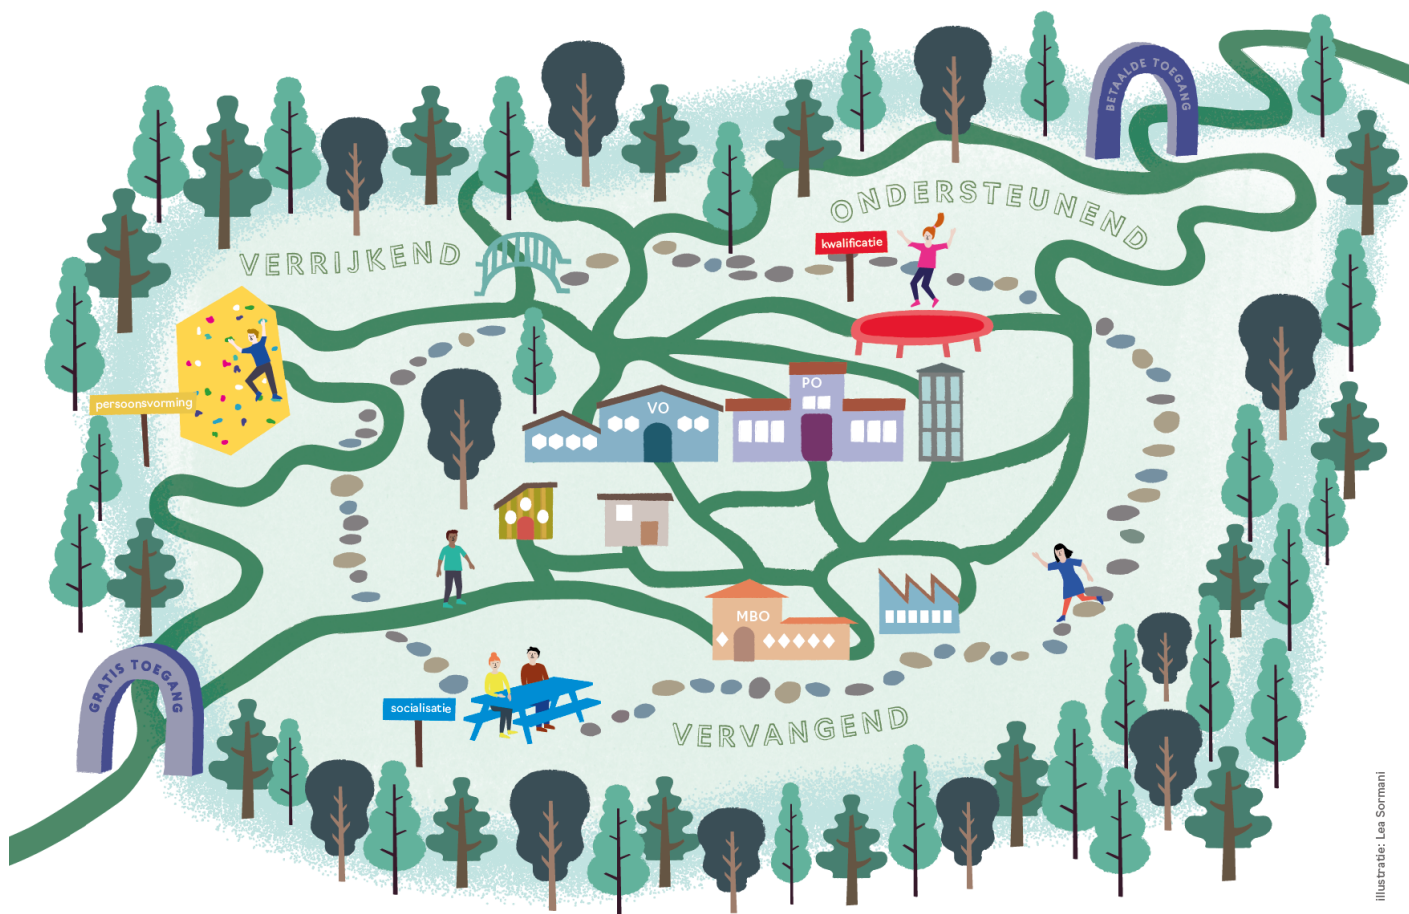 BETAALDE TOEGANG
ONDERSTEUNEND
VERRIJKEND
kwalificatie
PO
VO
persoonsvorming
MBO
GRATIS TOEGANG
socialisatie
VERVANGEND
illustratie: Lea Sormani